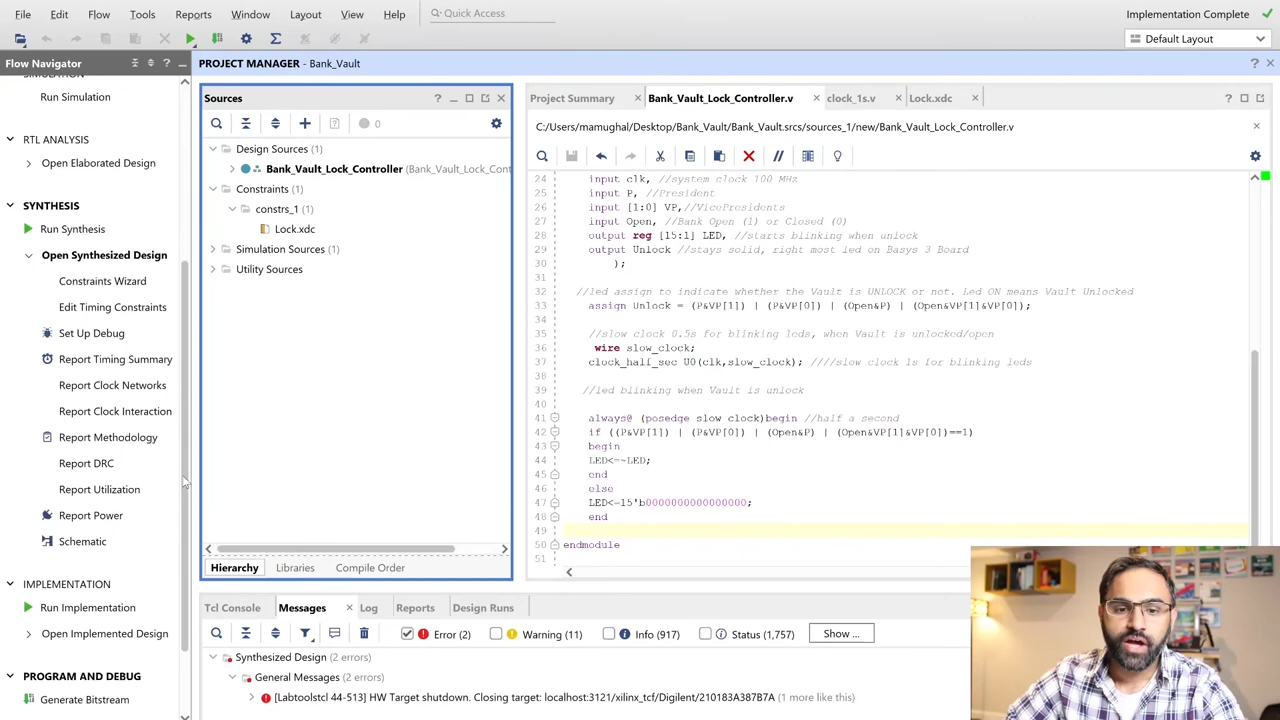 File Edit Flow Tools Reports Window Layout View Help Quick Access Implementation Complete
Default Layout
Flow Navigator
PROJECT MANAGER - Bank_Vault
Run Simulation
RTL ANALYSIS
Open Elaborated Design
SYNTHESIS
Run Synthesis
Open Synthesized Design
Constraints Wizard
Edit Timing Constraints
Set Up Debug
Report Timing Summary
Report Clock Networks
Report Clock Interaction
Report Methodology
Report DRC
Report Utilization
Report Power
Schematic
IMPLEMENTATION
Run Implementation
Open Implemented Design
PROGRAM AND DEBUG
Generate Bitstream
Sources
0
Design Sources (1)
Bank_Vault_Lock_Controller (Bank_Vault_Lock_Cont
Constraints (1)
constrs_1 (1)
Lock.xdc
Simulation Sources (1)
Utility Sources
Hierarchy Libraries Compile Order
Project Summary Bank_Vault_Lock_Controller.v clock_1s.v Lock.xdc
C:/Users/mamughal/Desktop/Bank_Vault/Bank_Vault.srcs/sources_1/new/Bank_Vault_Lock_Controller.v
24 input clk, //system clock 100 MHz
25 input P, //President
26 input [1:0] VP,//VicePresidents
27 input Open, //Bank Open (1) or Closed (0)
28 output reg [15:1] LED, //starts blinking when unlock
29 output Unlock //stays solid, right most led on Basys 3 Board
30 );
31
32 //led assign to indicate whether the Vault is UNLOCK or not. Led ON means Vault Unlocked
33 assign Unlock = (P&VP[1]) | (P&VP[0]) | (Open&P) | (Open&VP[1]&VP[0]);
34
35 //slow clock 0.5s for blinking leds, when Vault is unlocked/open
36 wire slow_clock;
37 clock_half_sec U0(clk,slow_clock); ////slow clock 1s for blinking leds
38
39 //led blinking when Vault is unlock
40
41 always@ (posedge slow_clock)begin //half a second
42 if ((P&VP[1]) | (P&VP[0]) | (Open&P) | (Open&VP[1]&VP[0])==1)
43 begin
44 LED<=~LED;
45 end
46 else
47 LED<=15'b000000000000000;
48 end
49
50 endmodule
51
Tcl Console Messages Log Reports Design Runs
Error (2) Warning (11) Info (917) Status (1,757) Show ...
Synthesized Design (2 errors)
General Messages (2 errors)
[Labtoolstcl 44-513] HW Target shutdown. Closing target: localhost:3121/xilinx_tcf/Digilent/210183A387B7A (1 more like this)